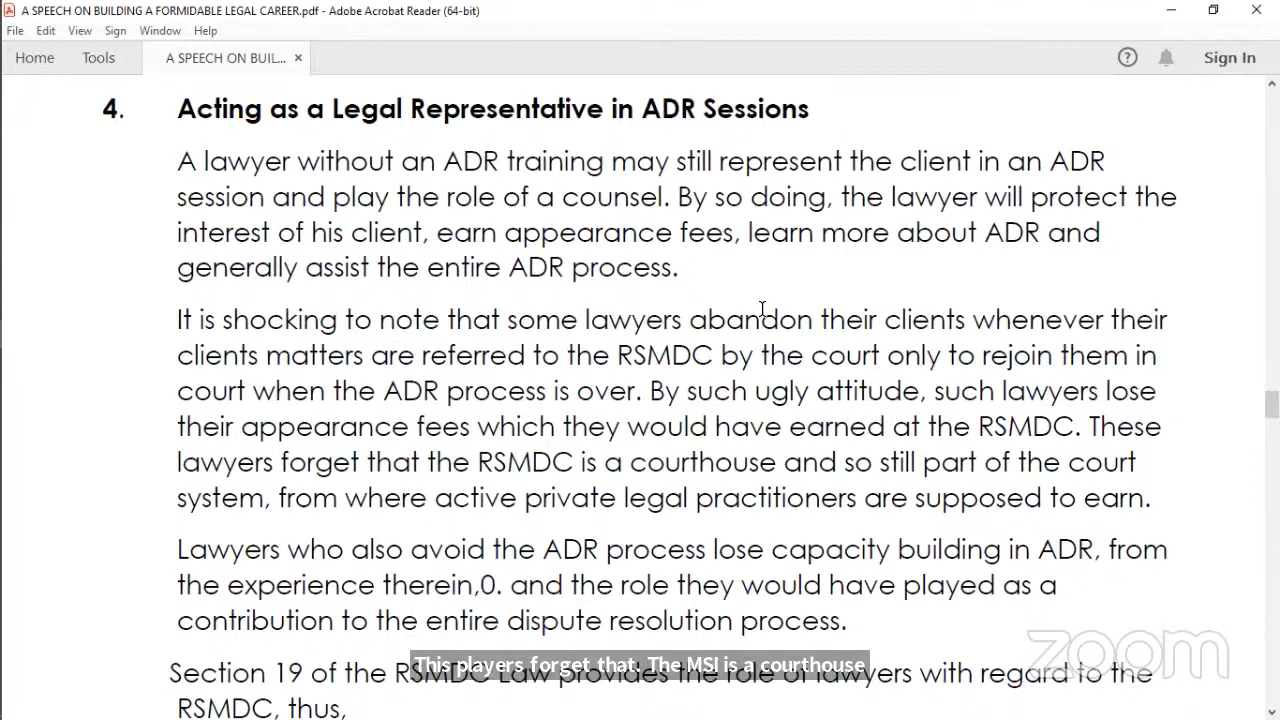 A SPEECH ON BUILDING A FORMIDABLE LEGAL CAREER.pdf - Adobe Acrobat Reader (64-bit)
File Edit View Sign Window Help
Home Tools A SPEECH ON BUIL... × ? Sign In
4. Acting as a Legal Representative in ADR Sessions
A lawyer without an ADR training may still represent the client in an ADR
session and play the role of a counsel. By so doing, the lawyer will protect the
interest of his client, earn appearance fees, learn more about ADR and
generally assist the entire ADR process.
It is shocking to note that some lawyers abandon their clients whenever their
clients matters are referred to the RSMDC by the court only to rejoin them in
court when the ADR process is over. By such ugly attitude, such lawyers lose
their appearance fees which they would have earned at the RSMDC. These
lawyers forget that the RSMDC is a courthouse and so still part of the court
system, from where active private legal practitioners are supposed to earn.
Lawyers who also avoid the ADR process lose capacity building in ADR, from
the experience therein,0. and the role they would have played as a
contribution to the entire dispute resolution process.
zoom
This players forget that. The MSI is a courthouse
Section 19 of the RSMDC Law provides the role of lawyers with regard to the
RSMDC, thus,